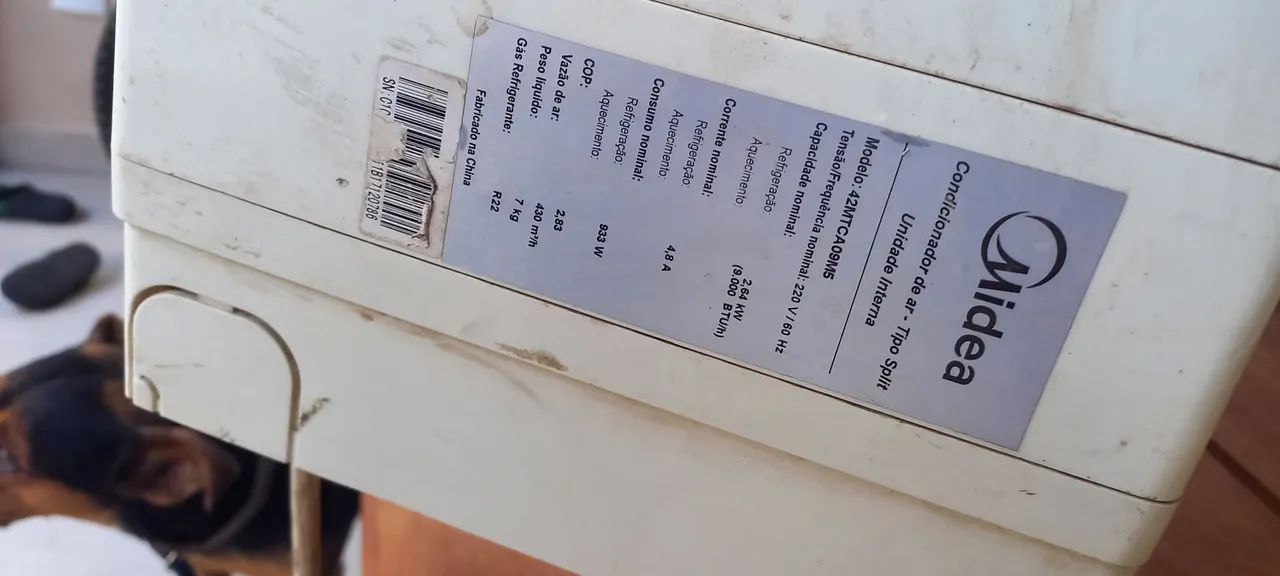 Midea
Condicionador de ar - Tipo Split
Unidade Interna
Modelo: 42MTCA09M5
Tensão/Frequência nominal: 220 V / 60 Hz
Capacidade nominal:
Refrigeração: 2,64 kW
(9.000 BTU/h)
Aquecimento:
Corrente nominal:
Refrigeração: 4,8 A
Aquecimento:
Consumo nominal:
Refrigeração: 933 W
Aquecimento:
COP: 2,83
Vazão de ar: 430 m³/h
Peso líquido: 7 kg
Gás Refrigerante: R22
Fabricado na China
SN: